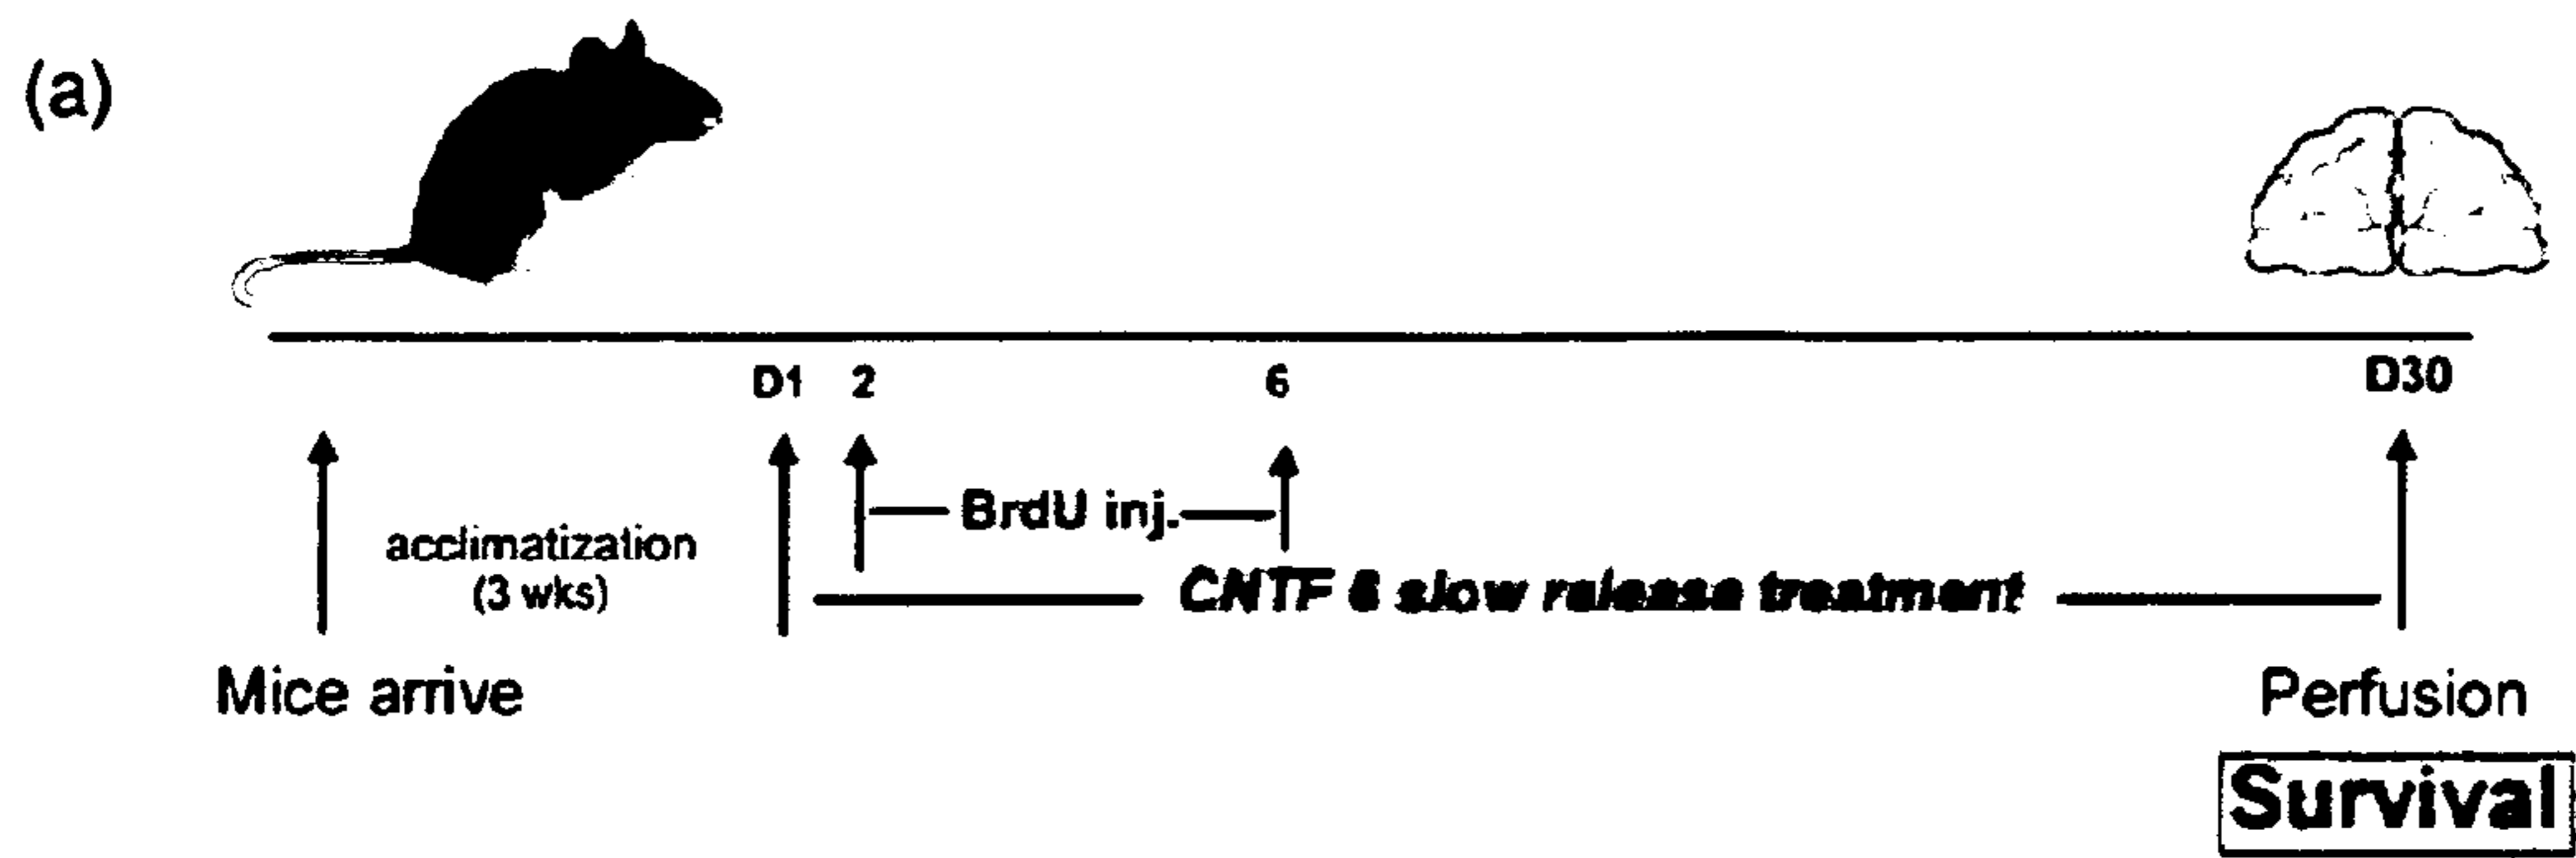 (a)
D1 2 6 D30
BrdU inj.
acclimatization
(3 wks)
CNTF 6 slow release treatment
Mice arrive
Perfusion
Survival